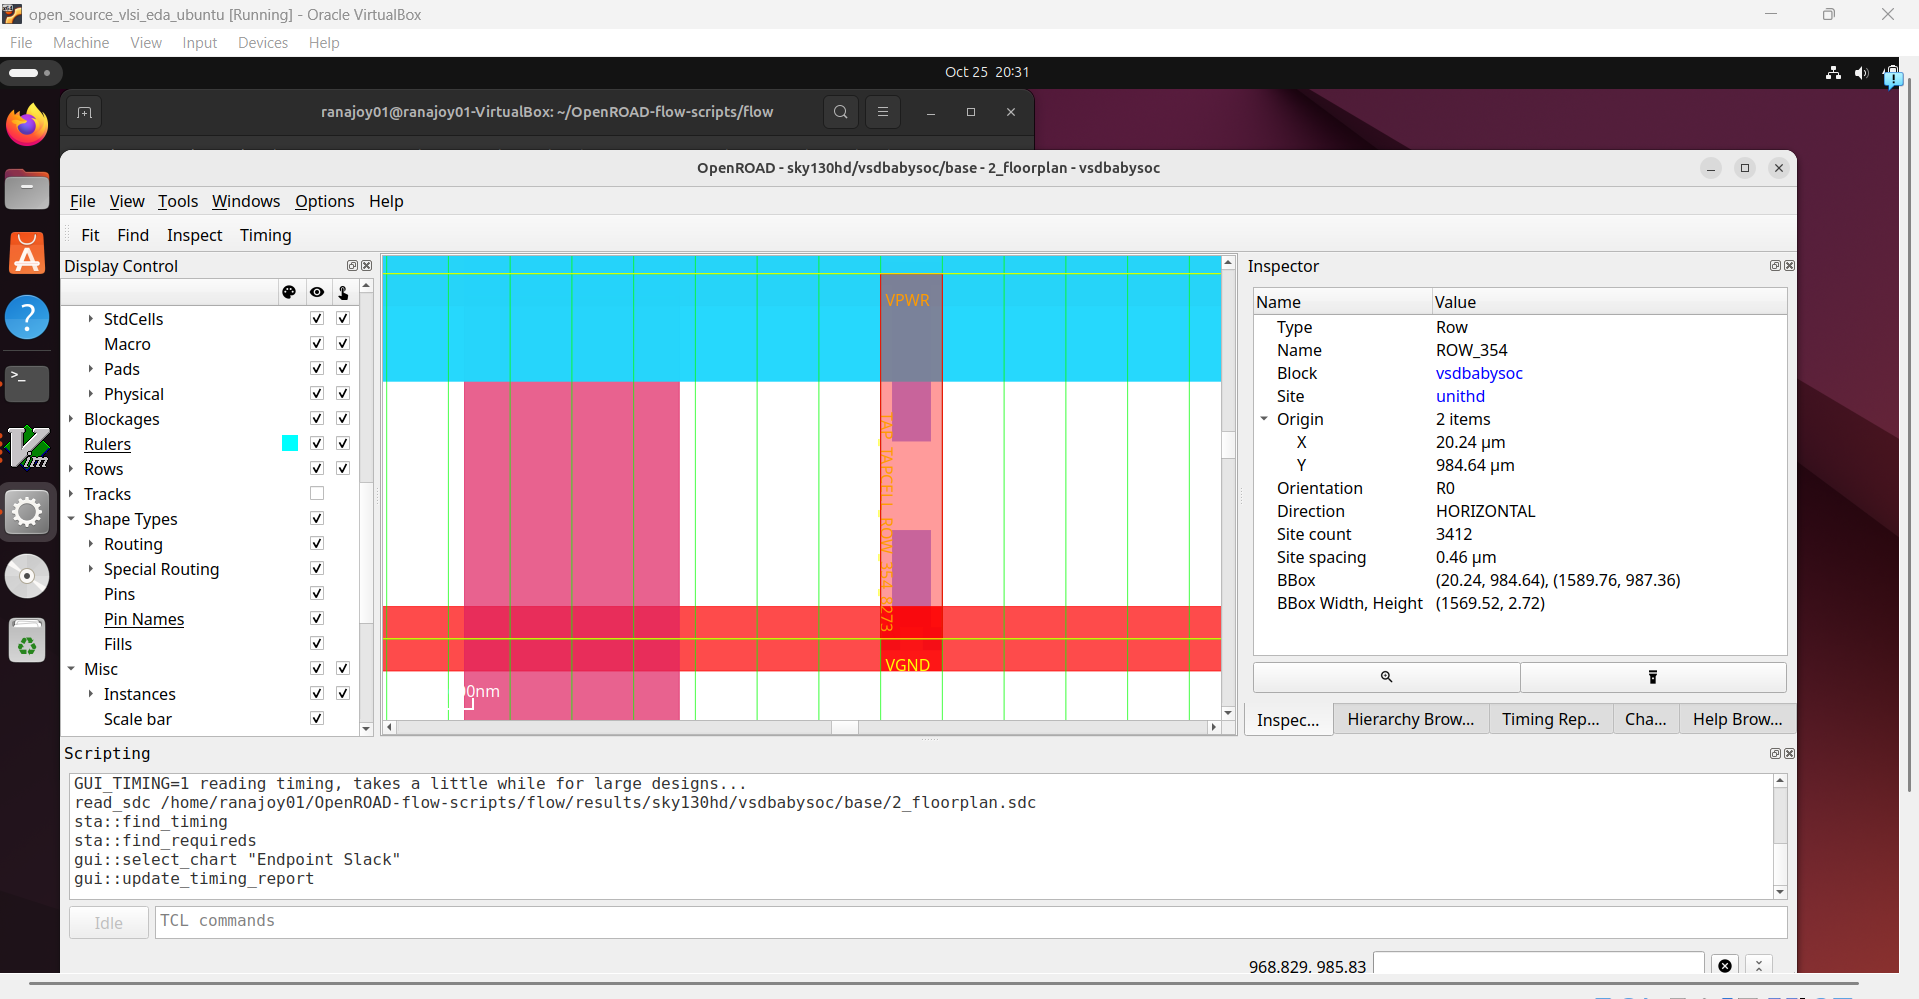 open_source_vlsi_eda_ubuntu [Running] - Oracle VirtualBox
File Machine View Input Devices Help
Oct 25 20:31
ranajoy01@ranajoy01-VirtualBox: ~/OpenROAD-flow-scripts/flow
OpenROAD - sky130hd/vsdbabysoc/base - 2_floorplan - vsdbabysoc
File View Tools Windows Options Help
Fit Find Inspect Timing
Display Control
StdCells
Macro
Pads
Physical
Blockages
Rulers
Rows
Tracks
Shape Types
Routing
Special Routing
Pins
Pin Names
Fills
Misc
Instances
Scale bar
VPWR
TAP_TAPCELL_ROW_354_8273
VGND
00nm
Inspector
Name Value
Type Row
Name ROW_354
Block vsdbabysoc
Site unithd
Origin 2 items
X 20.24 μm
Y 984.64 μm
Orientation R0
Direction HORIZONTAL
Site count 3412
Site spacing 0.46 μm
BBox (20.24, 984.64), (1589.76, 987.36)
BBox Width, Height (1569.52, 2.72)
Inspec... Hierarchy Brow... Timing Rep... Cha... Help Brow...
Scripting
GUI_TIMING=1 reading timing, takes a little while for large designs...
read_sdc /home/ranajoy01/OpenROAD-flow-scripts/flow/results/sky130hd/vsdbabysoc/base/2_floorplan.sdc
sta::find_timing
sta::find_requireds
gui::select_chart "Endpoint Slack"
gui::update_timing_report
Idle TCL commands
968.829, 985.83